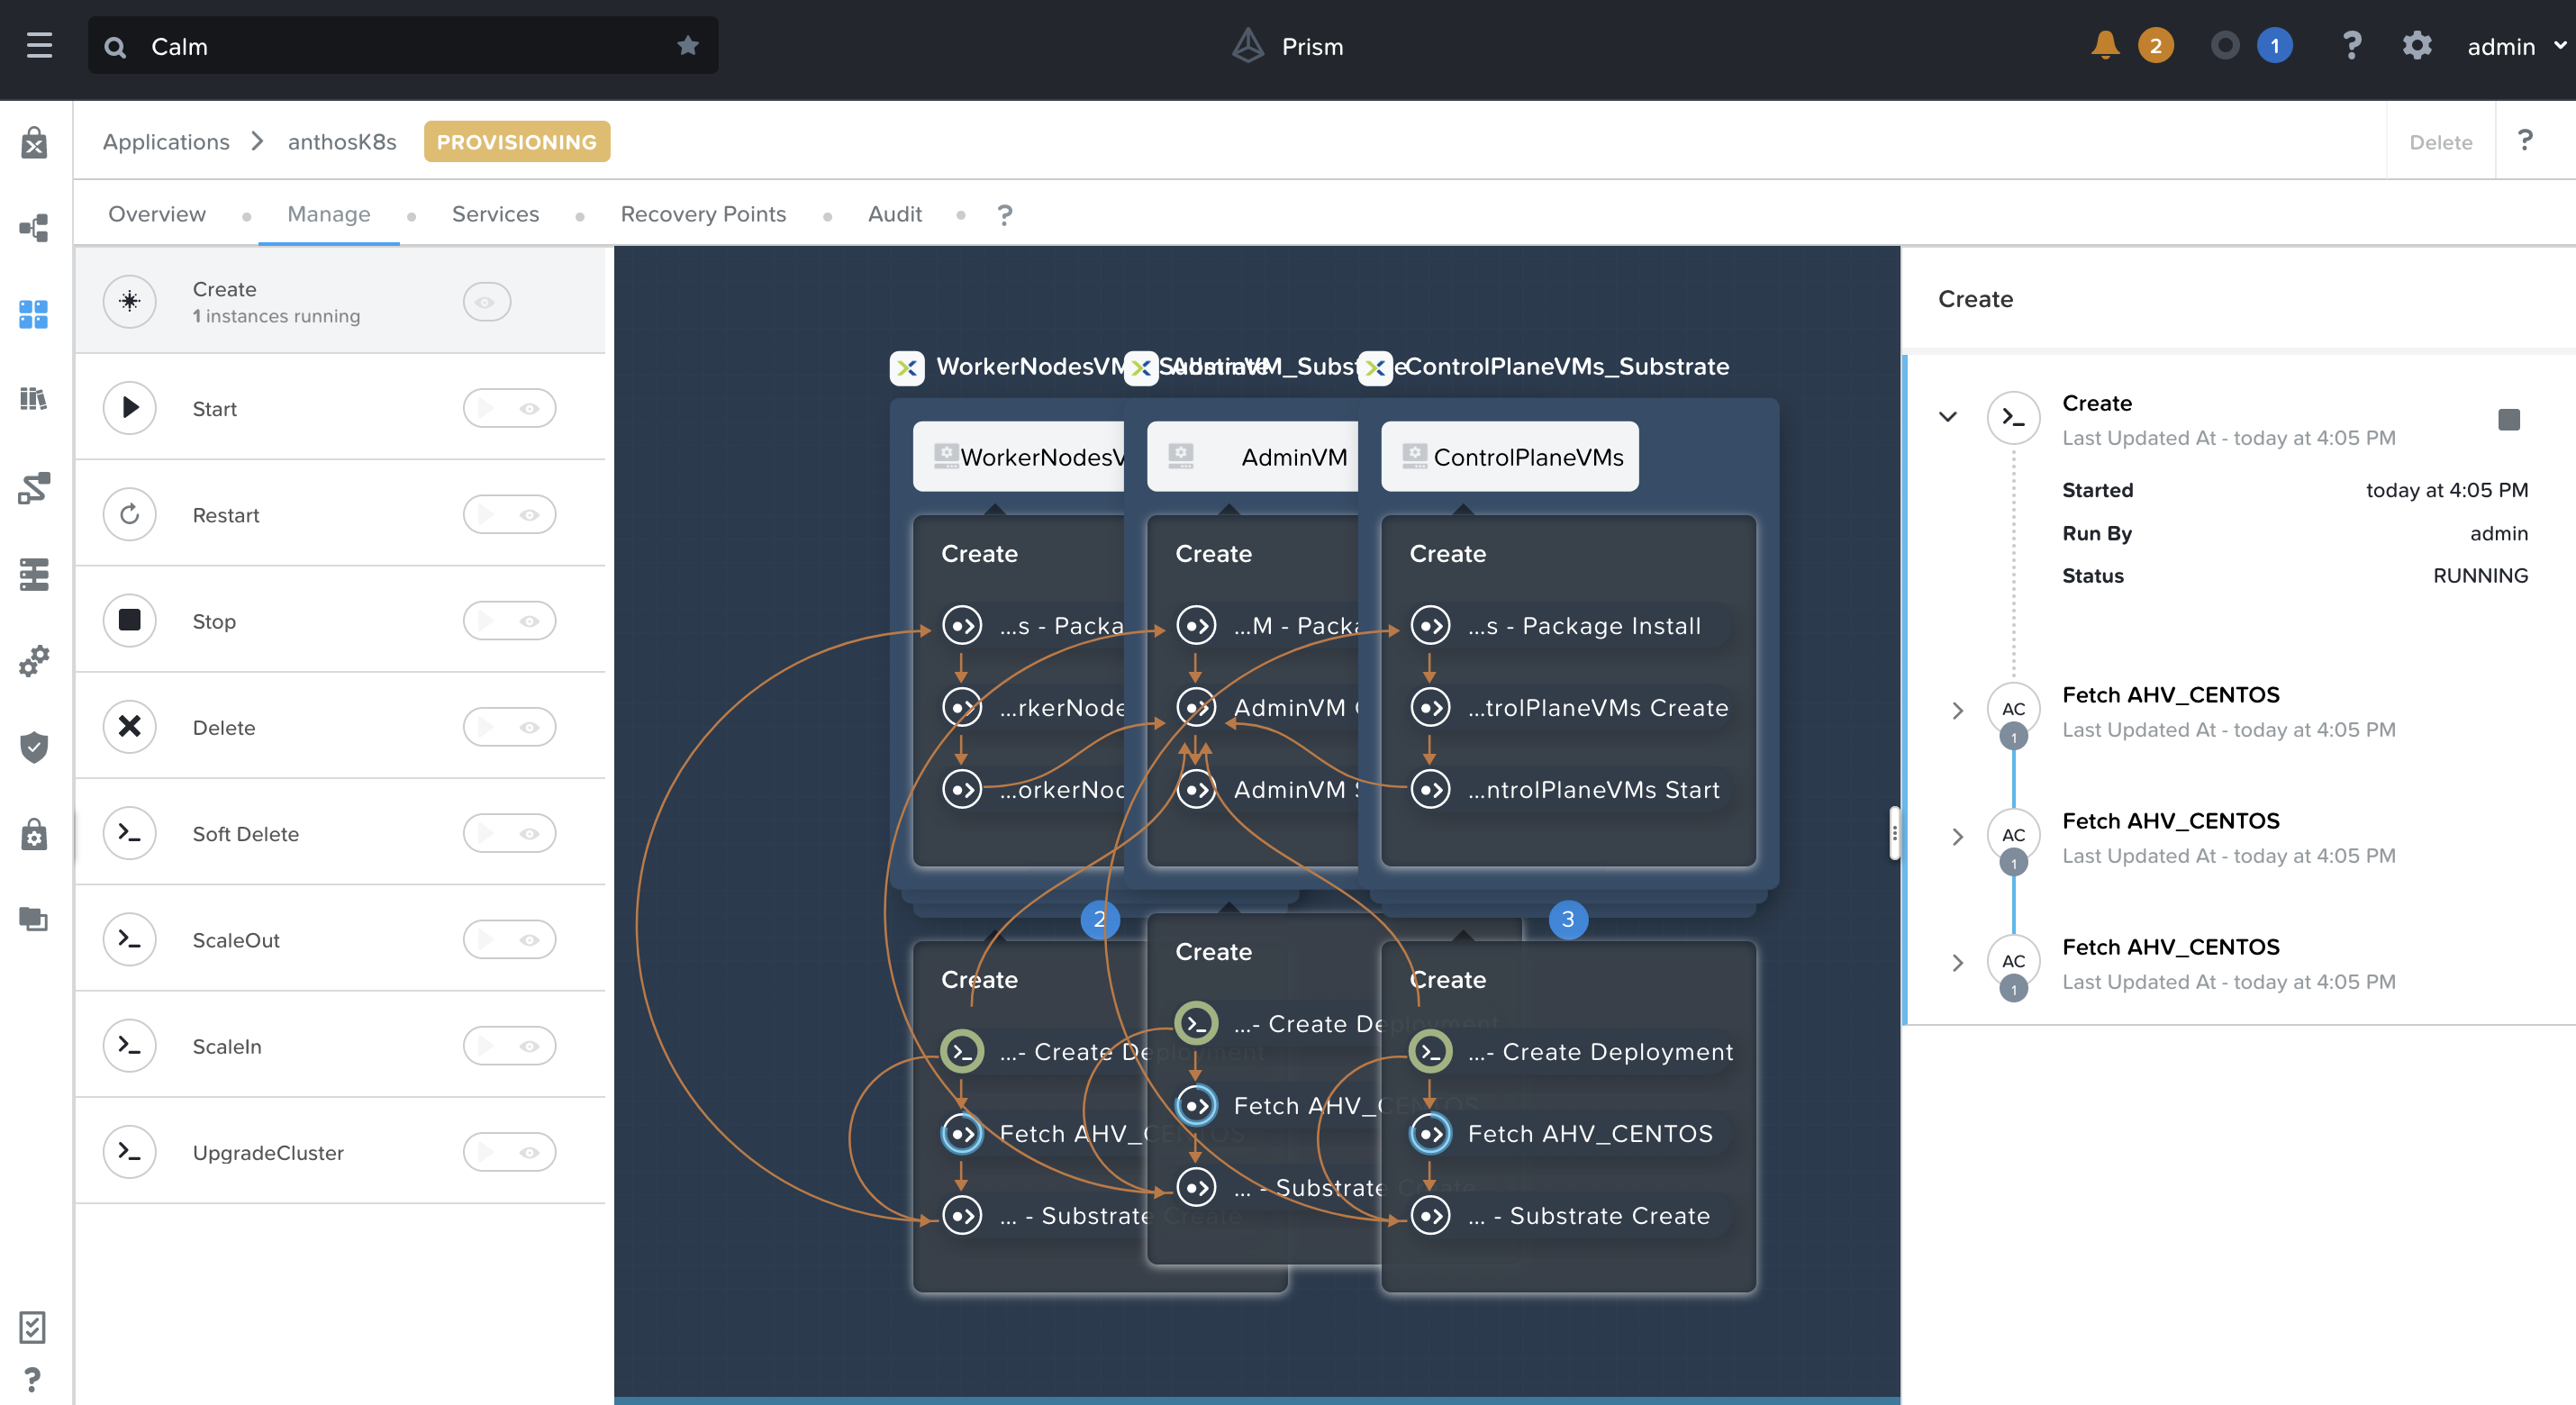 Calm
Prism
2
1
?
admin
Applications
anthosK8s
PROVISIONING
Delete
?
Overview
Manage
Services
Recovery Points
Audit
?
Create
1 instances running
Start
Restart
Stop
Delete
Soft Delete
ScaleOut
ScaleIn
UpgradeCluster
?
WorkerNodesVM
AdminVM_Subst
ControlPlaneVMs_Substrate
WorkerNodesV
AdminVM
ControlPlaneVMs
Create
Create
Create
...s - Packa
...M - Packa
...s - Package Install
...rkerNode
AdminVM C
...trolPlaneVMs Create
...orkerNod
AdminVM S
...ntrolPlaneVMs Start
2
3
Create
Create
Create
...- Create Deployment
...- Create Deployment
...- Create Deployment
Fetch AHV_CENTOS
Fetch AHV_CENTOS
Fetch AHV_CENTOS
... - Substrate Create
... - Substrate Create
... - Substrate Create
Create
Create
Last Updated At - today at 4:05 PM
Started today at 4:05 PM
Run By admin
Status RUNNING
AC
1
Fetch AHV_CENTOS
Last Updated At - today at 4:05 PM
AC
1
Fetch AHV_CENTOS
Last Updated At - today at 4:05 PM
AC
1
Fetch AHV_CENTOS
Last Updated At - today at 4:05 PM